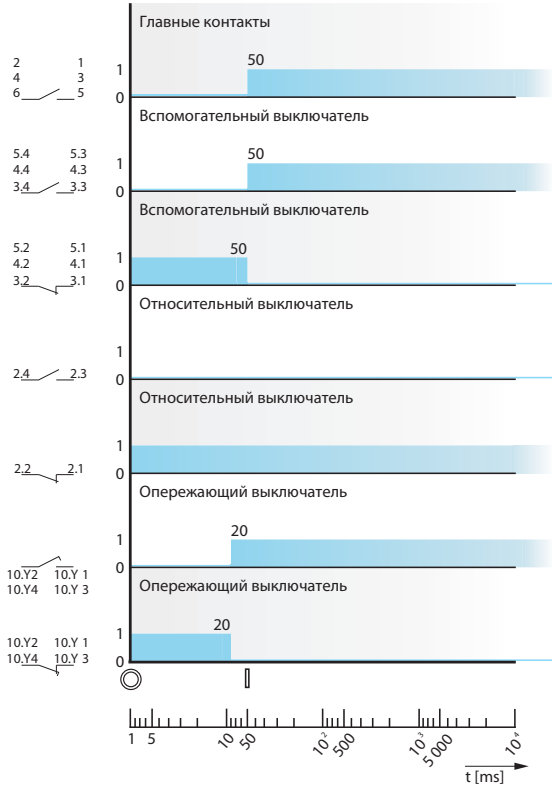 Главные контакты
50
2 1
4 3
6 5
1
0
Вспомогательный выключатель
50
5.4 5.3
4.4 4.3
3.4 3.3
1
0
Вспомогательный выключатель
50
5.2 5.1
4.2 4.1
3.2 3.1
1
0
Относительный выключатель
1
0
2.4 2.3
Относительный выключатель
1
0
2.2 2.1
Опережающий выключатель
20
1
0
10.Y2 10.Y 1
10.Y4 10.Y 3
Опережающий выключатель
20
1
0
10.Y2 10.Y 1
10.Y4 10.Y 3
1 5 10 50 10² 500 10³ 5 000 10⁴
t [ms]